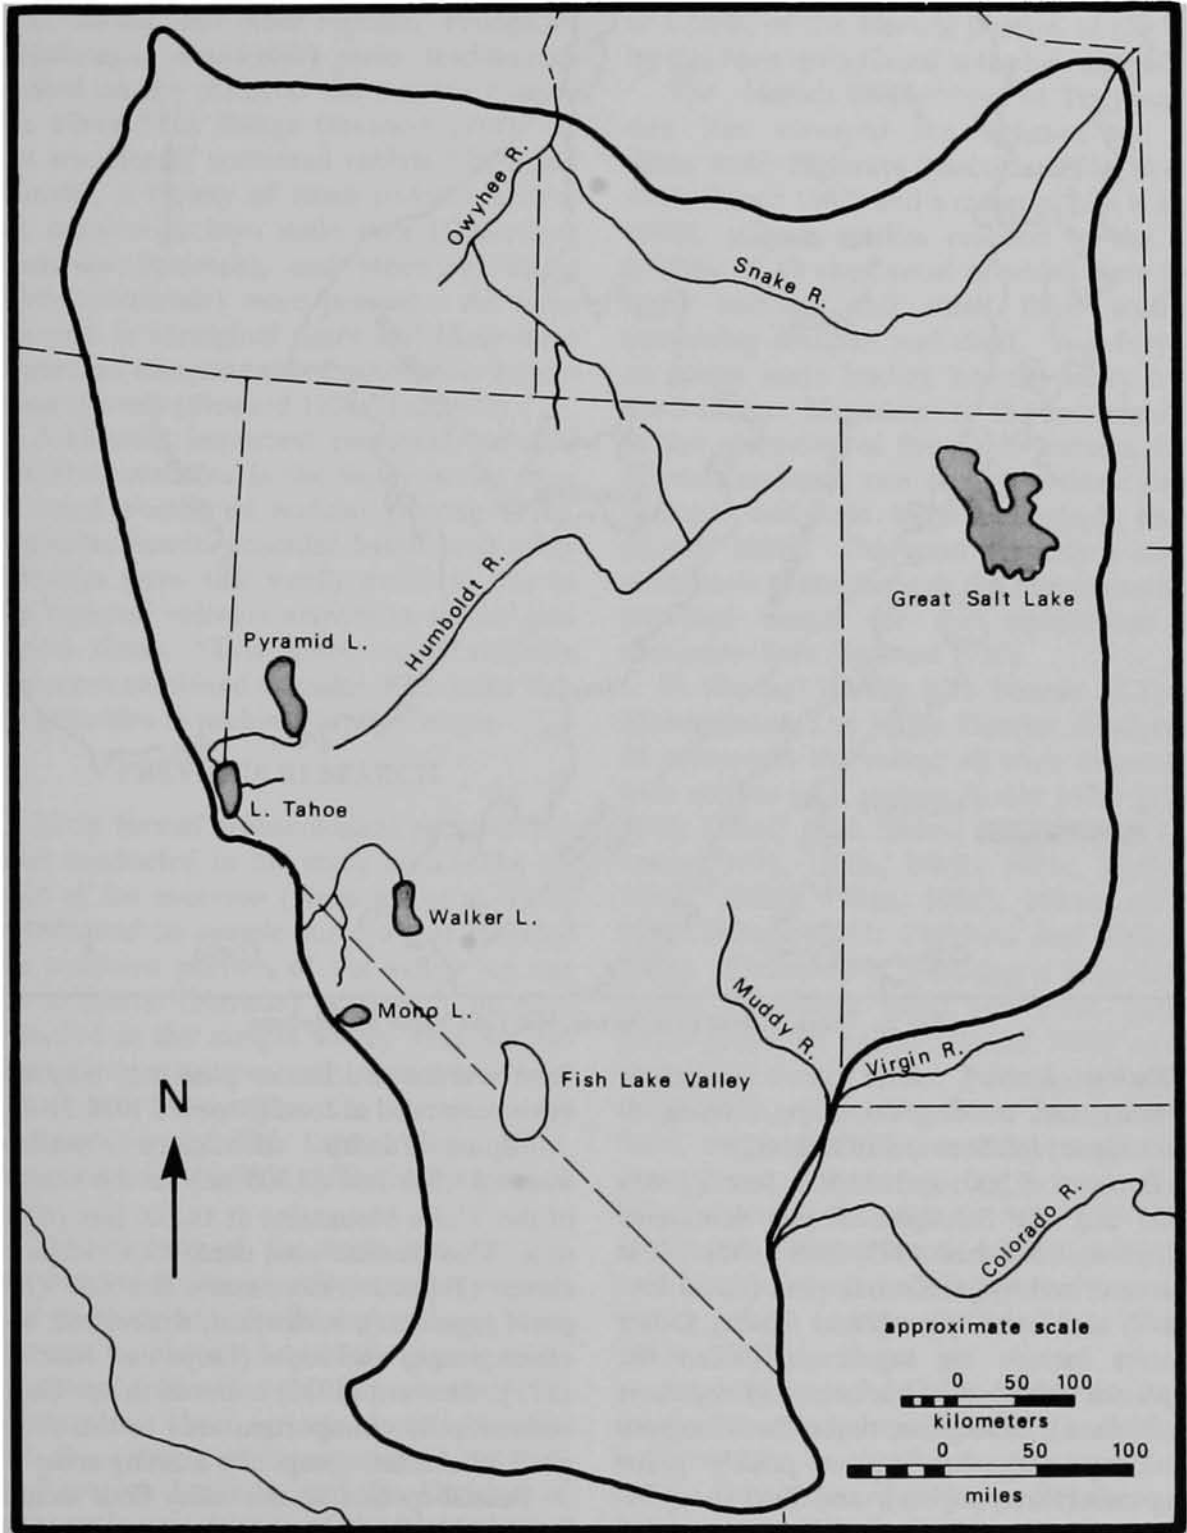 Owyhee R.
Snake R.
Great Salt Lake
Humboldt R.
Pyramid L.
L. Tahoe
Walker L.
Mono L.
Muddy R.
Virgin R.
Fish Lake Valley
N
Colorado R.
approximate scale
0 50 100
kilometers
0 50 100
miles